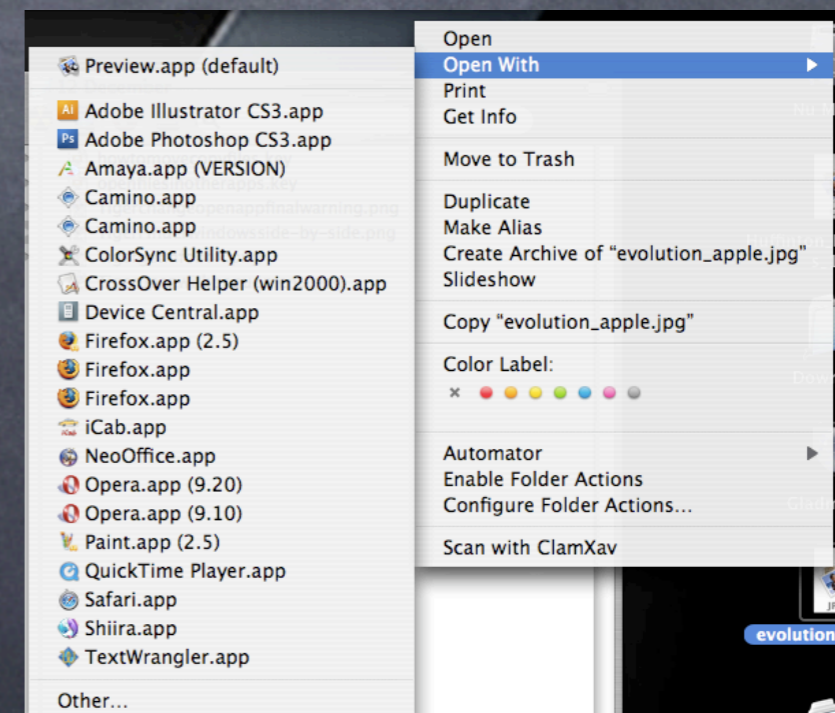 Open
Open With
Print
Get Info
Move to Trash
Duplicate
Make Alias
Create Archive of “evolution_apple.jpg”
Slideshow
Copy “evolution_apple.jpg”
Color Label:
Automator
Enable Folder Actions
Configure Folder Actions...
Scan with ClamXav
Preview.app (default)
Ai Adobe Illustrator CS3.app
Ps Adobe Photoshop CS3.app
Amaya.app (VERSION)
Camino.app
Camino.app
ColorSync Utility.app
CrossOver Helper (win2000).app
Device Central.app
Firefox.app (2.5)
Firefox.app
Firefox.app
iCab.app
NeoOffice.app
Opera.app (9.20)
Opera.app (9.10)
Paint.app (2.5)
QuickTime Player.app
Safari.app
Shiira.app
TextWrangler.app
Other...
evolution